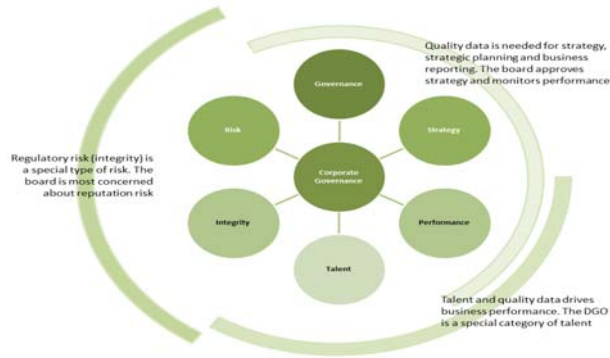 Quality data is needed for strategy,
strategic planning and business
reporting. The board approves
strategy and monitors performance
Governance
Risk
Strategy
Regulatory risk (integrity) is
a special type of risk. The
board is most concerned
about reputation risk
Corporate
Governance
Integrity
Performance
Talent
Talent and quality data drives
business performance. The DGO
is a special category of talent